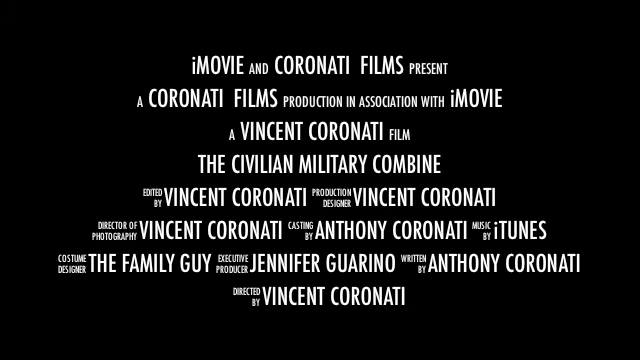 iMOVIE AND CORONATI FILMS PRESENT
A CORONATI FILMS PRODUCTION IN ASSOCIATION WITH iMOVIE
A VINCENT CORONATI FILM
THE CIVILIAN MILITARY COMBINE
EDITED BY VINCENT CORONATI PRODUCTION DESIGNER VINCENT CORONATI
DIRECTOR OF PHOTOGRAPHY VINCENT CORONATI CASTING BY ANTHONY CORONATI MUSIC BY iTUNES
COSTUME DESIGNER THE FAMILY GUY EXECUTIVE PRODUCER JENNIFER GUARINO WRITTEN BY ANTHONY CORONATI
DIRECTED BY VINCENT CORONATI